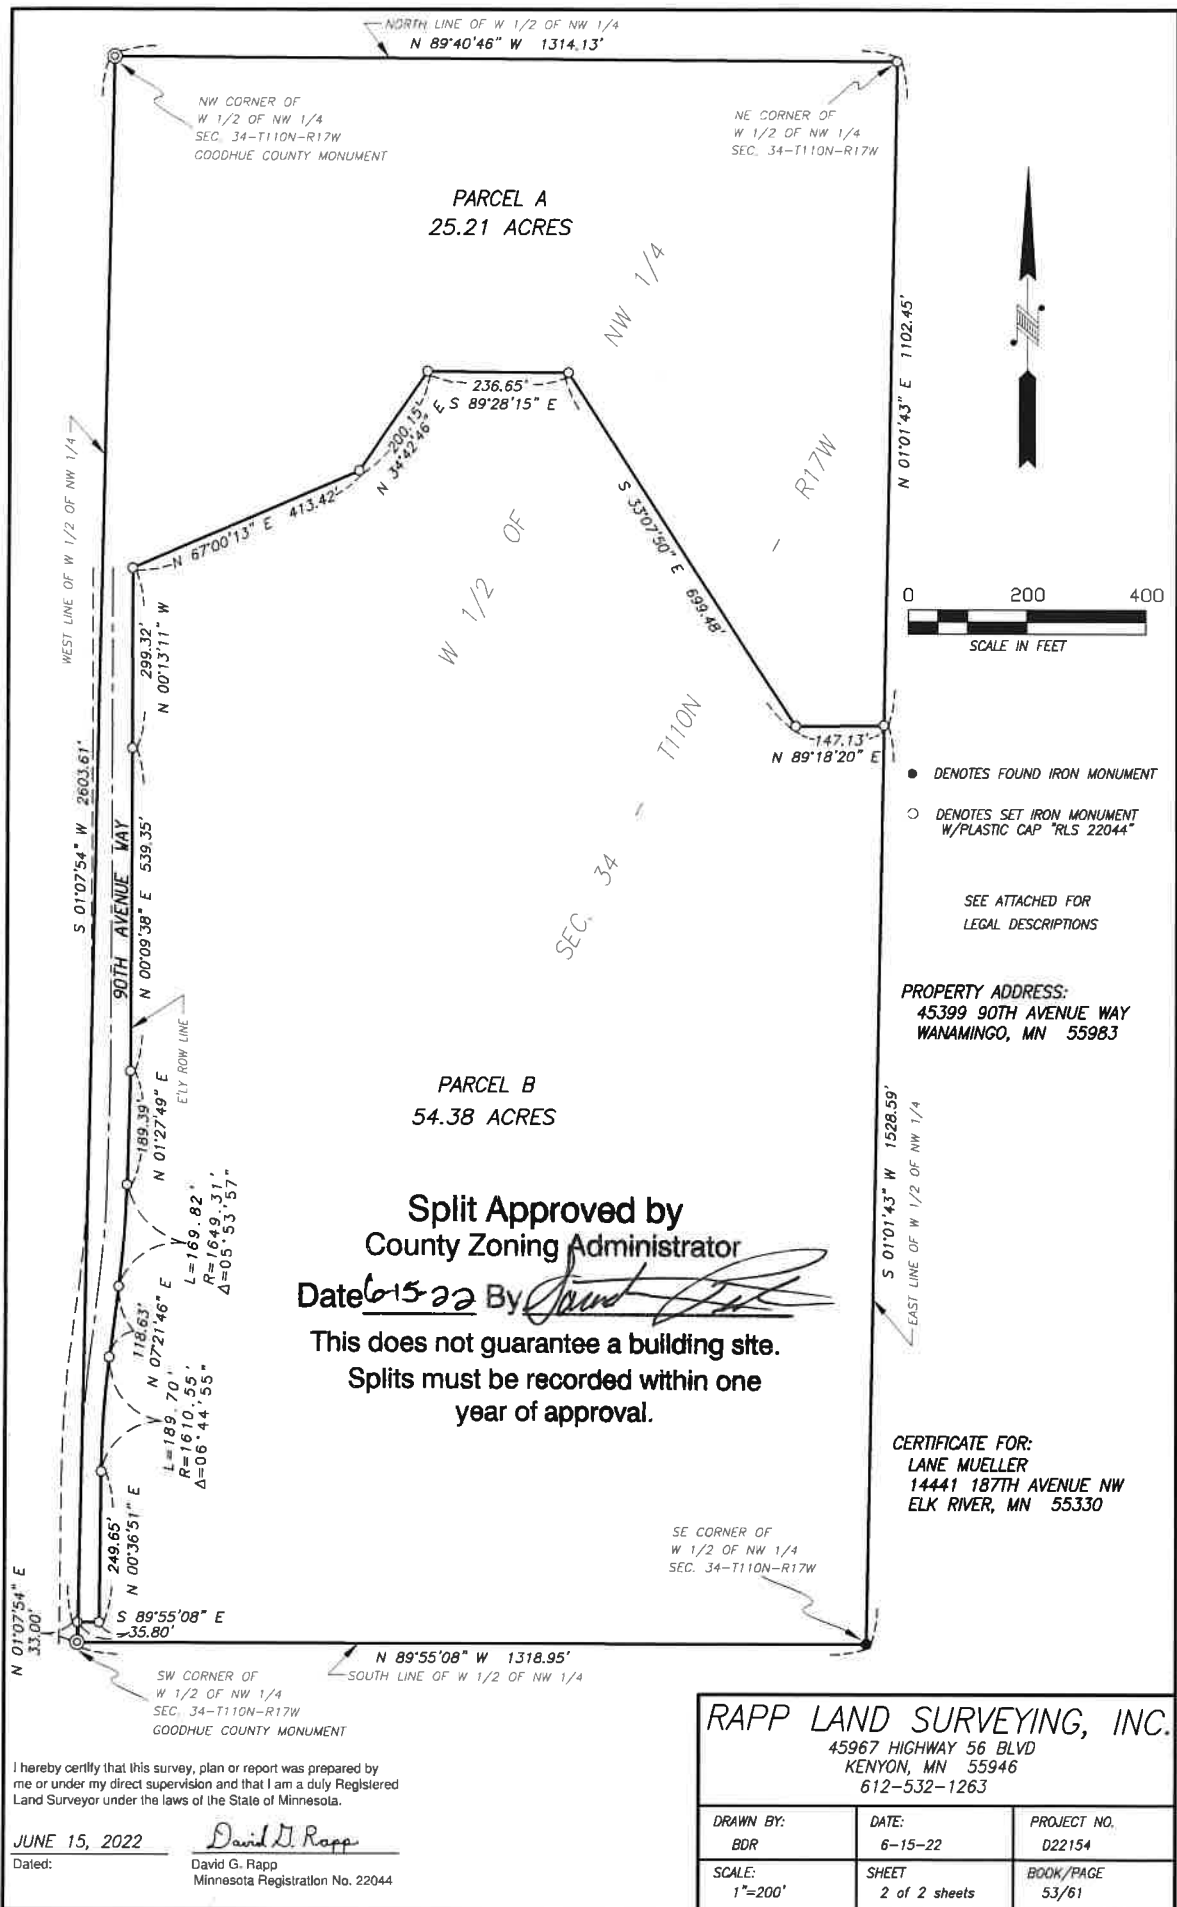 NORTH LINE OF W 1/2 OF NW 1/4
N 89°40'46" W 1314.13'
NW CORNER OF
W 1/2 OF NW 1/4
SEC. 34-T110N-R17W
GOODHUE COUNTY MONUMENT
NE CORNER OF
W 1/2 OF NW 1/4
SEC. 34-T110N-R17W
PARCEL A
25.21 ACRES
W 1/2 OF NW 1/4
SEC. 34 - T110N - R17W
N 01°01'43" E 1102.45'
236.65'
S 89°28'15" E
200.15'
N 34°42'46" E
N 67°00'13" E 413.42'
S 33°07'50" E 699.48'
147.13'
N 89°18'20" E
WEST LINE OF W 1/2 OF NW 1/4
S 01°07'54" W 2603.61'
299.32'
N 00°13'11" W
90TH AVENUE WAY
N 00°09'38" E 539.35'
E'LY ROW LINE
189.39'
N 01°27'49" E
L=169.82'
R=1649.31'
Δ=05°53'57"
118.63'
N 07°21'46" E
L=189.70'
R=1610.55'
Δ=06°44'55"
249.65'
N 00°36'51" E
N 01°07'54" E
33.00'
S 89°55'08" E
35.80'
0 200 400
SCALE IN FEET
DENOTES FOUND IRON MONUMENT
DENOTES SET IRON MONUMENT
W/PLASTIC CAP "RLS 22044"
SEE ATTACHED FOR
LEGAL DESCRIPTIONS
PROPERTY ADDRESS:
45399 90TH AVENUE WAY
WANAMINGO, MN 55983
PARCEL B
54.38 ACRES
S 01°01'43" W 1528.59'
EAST LINE OF W 1/2 OF NW 1/4
Split Approved by
County Zoning Administrator
Date 6-15-22 By
This does not guarantee a building site.
Splits must be recorded within one
year of approval.
CERTIFICATE FOR:
LANE MUELLER
14441 187TH AVENUE NW
ELK RIVER, MN 55330
SE CORNER OF
W 1/2 OF NW 1/4
SEC. 34-T110N-R17W
N 89°55'08" W 1318.95'
SOUTH LINE OF W 1/2 OF NW 1/4
SW CORNER OF
W 1/2 OF NW 1/4
SEC. 34-T110N-R17W
GOODHUE COUNTY MONUMENT
I hereby certify that this survey, plan or report was prepared by
me or under my direct supervision and that I am a duly Registered
Land Surveyor under the laws of the State of Minnesota.
JUNE 15, 2022
Dated:
David G. Rapp
David G. Rapp
Minnesota Registration No. 22044
RAPP LAND SURVEYING, INC.
45967 HIGHWAY 56 BLVD
KENYON, MN 55946
612-532-1263
DRAWN BY:
BDR
DATE:
6-15-22
PROJECT NO.
D22154
SCALE:
1"=200'
SHEET
2 of 2 sheets
BOOK/PAGE
53/61